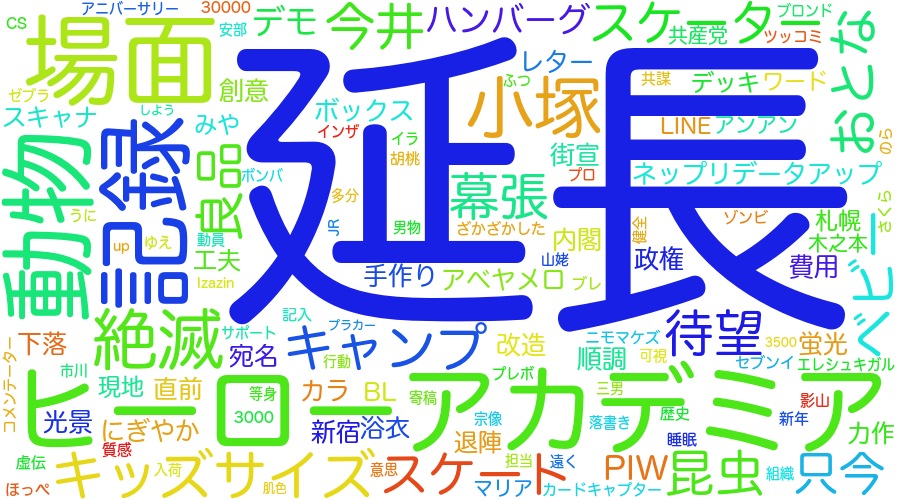 アニバーサリー
30000
CS
安部
デモ
今井
ハンバーグ
スケーター
ブロンド
共産党
ツッコミ
おとな
場面
ゼブラ
スキャナ
しよう
創意
みや
ボックス
インザ
レター
ふつ
小塚
共謀
デッキ
ワード
LINE
アンアン
のら
延長
イラ
胡桃
街宣
プロ
ネップリデータアップ
動物
記録
良品
ボンバ
多分
幕張
さくら
うに
JR
男物
ざかざかした
健全
ゾンビ
札幌
木之本
up
ゆえ
動員
工夫
Izazin
手作り
アベヤメロ
山姥
内閣
ブレ
政権
費用
ベビー
絶滅
サポート
記入
プラカー
キャンプ
行動
宛名
改造
待望
ニモマケズ
3500
蛍光
順調
可視
セブンイ
エレシュキガル
コメンテーター
下落
市川
現地
直前
等身
3000
カラ
BL
プレボ
寄稿
三男
ヒーローアカデミア
光景
にぎやか
新宿
浴衣
宗像
落書き
歴史
新年
影山
力作
虚伝
質感
退陣
睡眠
キッズサイズ
スケート
PIW
昆虫
組織
只今
ほっぺ
入荷
肌色
意思
担当
遠く
マリア
カードキャプター